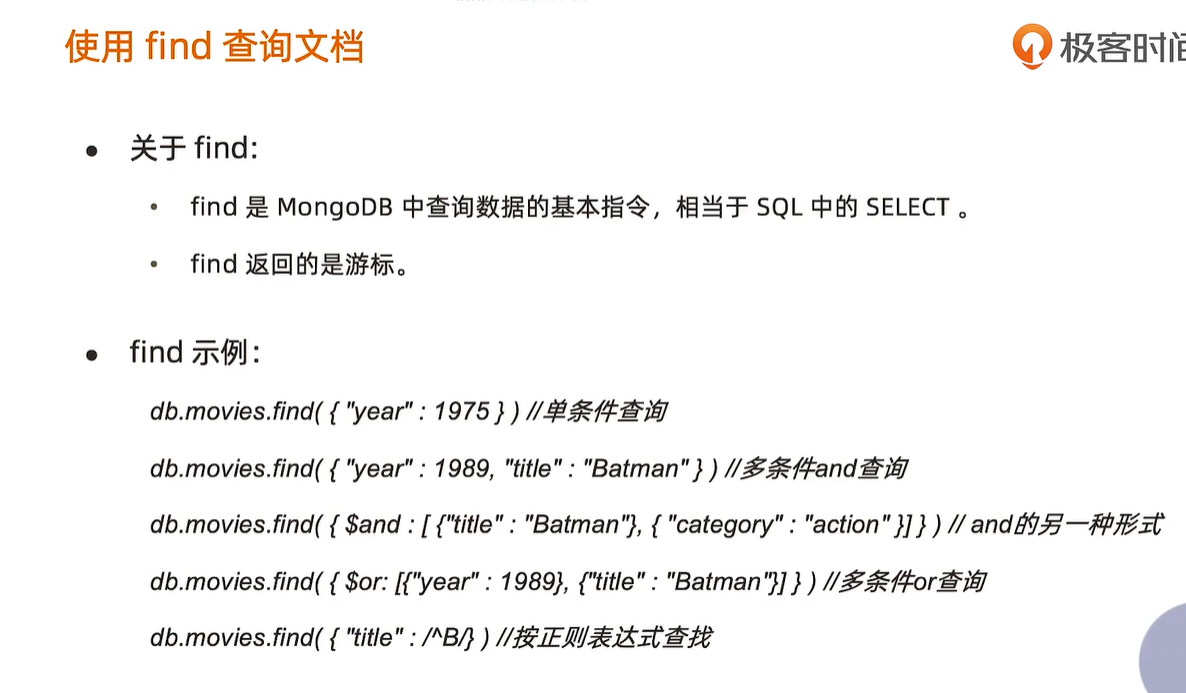 使用 find 查询文档
极客时间
• 关于 find:
• find 是 MongoDB 中查询数据的基本指令，相当于 SQL 中的 SELECT 。
• find 返回的是游标。
• find 示例：
db.movies.find( { "year" : 1975 } ) //单条件查询
db.movies.find( { "year" : 1989, "title" : "Batman" } ) //多条件and查询
db.movies.find( { $and : [ {"title" : "Batman"}, { "category" : "action" }] } ) // and的另一种形式
db.movies.find( { $or: [{"year" : 1989}, {"title" : "Batman"}] } ) //多条件or查询
db.movies.find( { "title" : /^B/} ) //按正则表达式查找